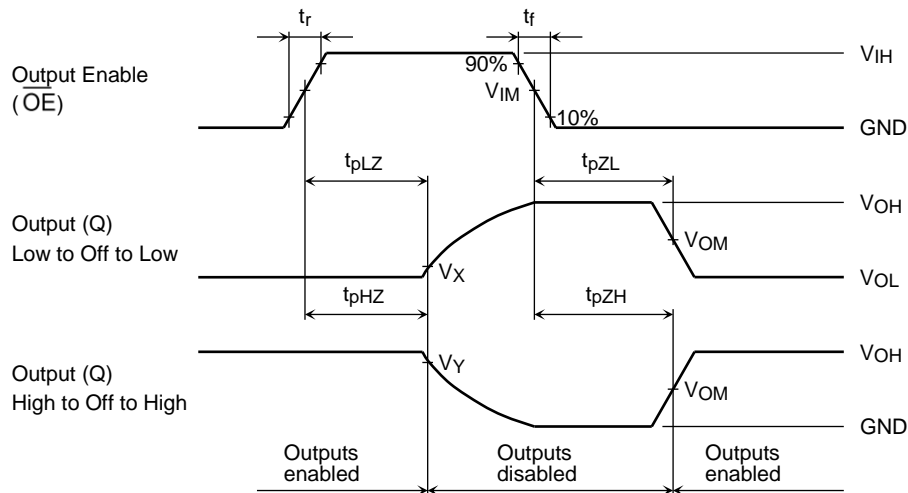 tr
tf
Output Enable
(OE)
90%
VIM
10%
VIH
GND
tpLZ
tpZL
Output (Q)
Low to Off to Low
VX
VOM
VOH
VOL
tpHZ
tpZH
Output (Q)
High to Off to High
VY
VOM
VOH
GND
Outputs
enabled
Outputs
disabled
Outputs
enabled